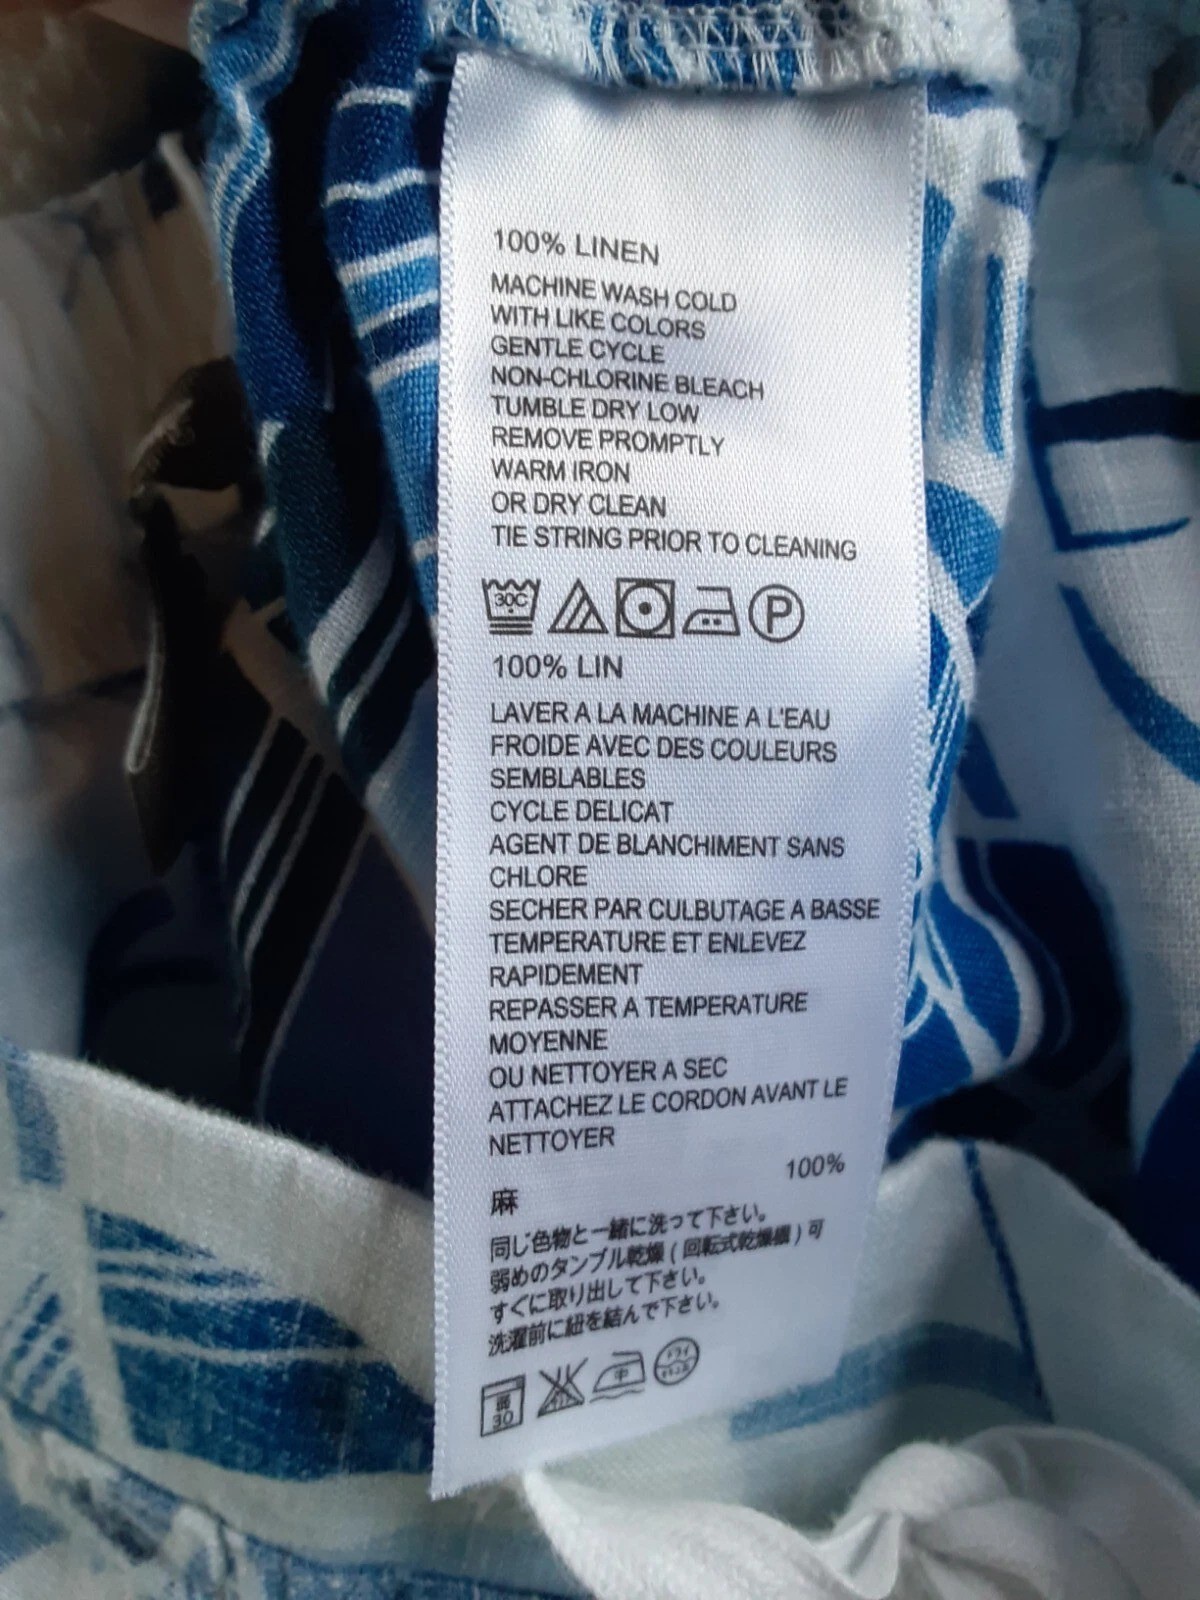 100% LINEN
MACHINE WASH COLD
WITH LIKE COLORS
GENTLE CYCLE
NON-CHLORINE BLEACH
TUMBLE DRY LOW
REMOVE PROMPTLY
WARM IRON
OR DRY CLEAN
TIE STRING PRIOR TO CLEANING
30C P
100% LIN
LAVER A LA MACHINE A L'EAU
FROIDE AVEC DES COULEURS
SEMBLABLES
CYCLE DELICAT
AGENT DE BLANCHIMENT SANS
CHLORE
SECHER PAR CULBUTAGE A BASSE
TEMPERATURE ET ENLEVEZ
RAPIDEMENT
REPASSER A TEMPERATURE
MOYENNE
OU NETTOYER A SEC
ATTACHEZ LE CORDON AVANT LE
NETTOYER
100%
麻
同じ色物と一緒に洗って下さい。
弱めのタンブル乾燥(回転式乾燥機)可
すぐに取り出して下さい。
洗濯前に紐を結んで下さい。
弱 中 ドライ
30